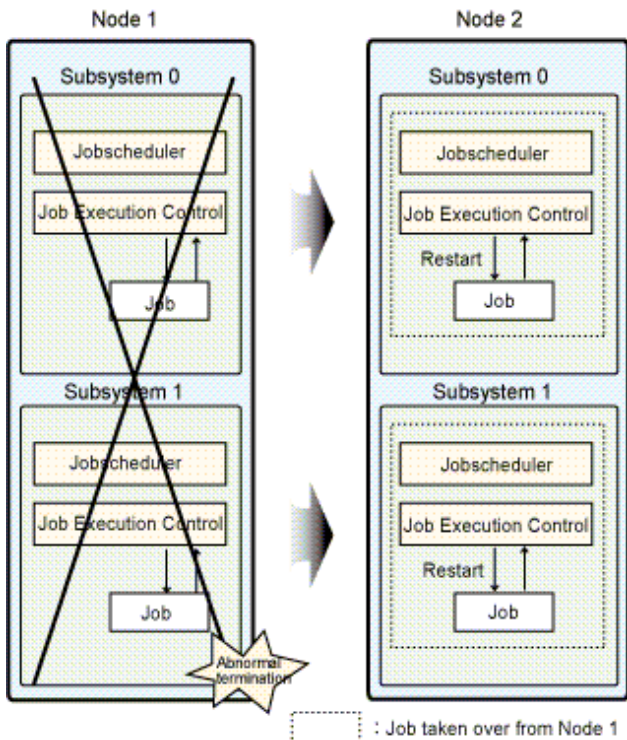 Node 1
Subsystem 0
Jobscheduler
Job Execution Control
Job
Subsystem 1
Jobscheduler
Job Execution Control
Job
Abnormal
termination
Node 2
Subsystem 0
Jobscheduler
Job Execution Control
Restart
Job
Subsystem 1
Jobscheduler
Job Execution Control
Restart
Job
: Job taken over from Node 1